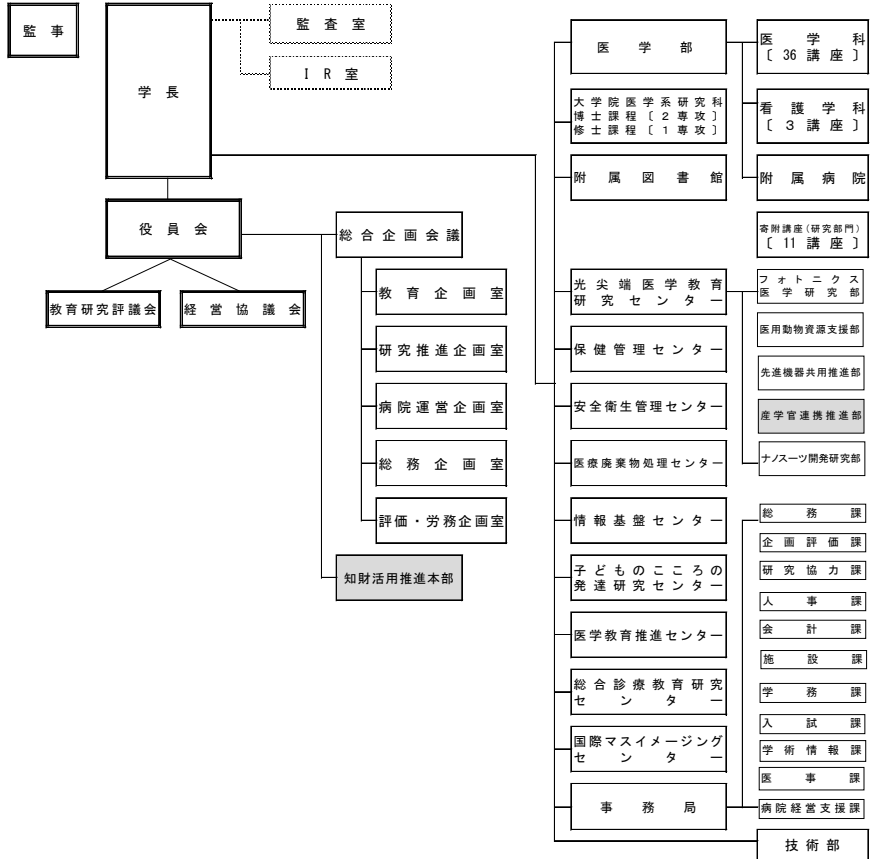 監事
学長
監査室
ＩＲ室
役員会
教育研究評議会
経営協議会
総合企画会議
教育企画室
研究推進企画室
病院運営企画室
総務企画室
評価・労務企画室
知財活用推進本部
医学部
大学院医学系研究科
博士課程〔２専攻〕
修士課程〔１専攻〕
附属図書館
光尖端医学教育
研究センター
保健管理センター
安全衛生管理センター
医療廃棄物処理センター
情報基盤センター
子どものこころの
発達研究センター
医学教育推進センター
総合診療教育研究
センター
国際マスイメージング
センター
事務局
医学科
〔36講座〕
看護学科
〔３講座〕
附属病院
寄附講座(研究部門)
〔11講座〕
フォトニクス
医学研究部
医用動物資源支援部
先進機器共用推進部
産学官連携推進部
ナノスーツ開発研究部
総務課
企画評価課
研究協力課
人事課
会計課
施設課
学務課
入試課
学術情報課
医事課
病院経営支援課
技術部